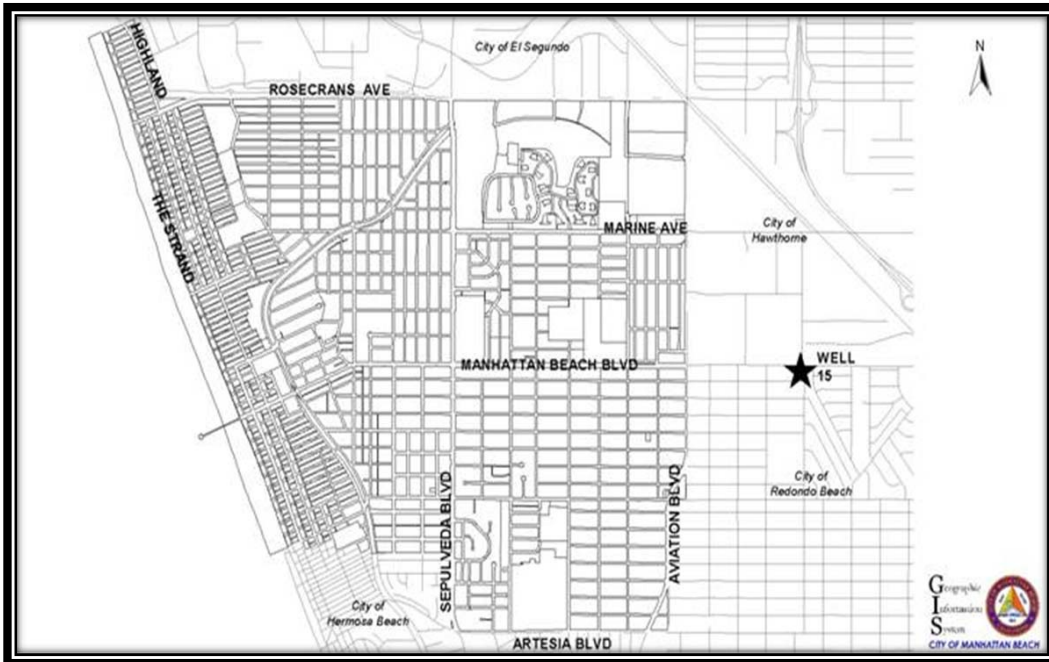 City of El Segundo
N
HIGHLAND
ROSECRANS AVE
THE STRAND
MARINE AVE
City of
Hawthorne
MANHATTAN BEACH BLVD
WELL
15
SEPULVEDA BLVD
AVIATION BLVD
City of
Redondo Beach
City of
Hermosa Beach
ARTESIA BLVD
Geographic
Information
System
CITY OF MANHATTAN BEACH